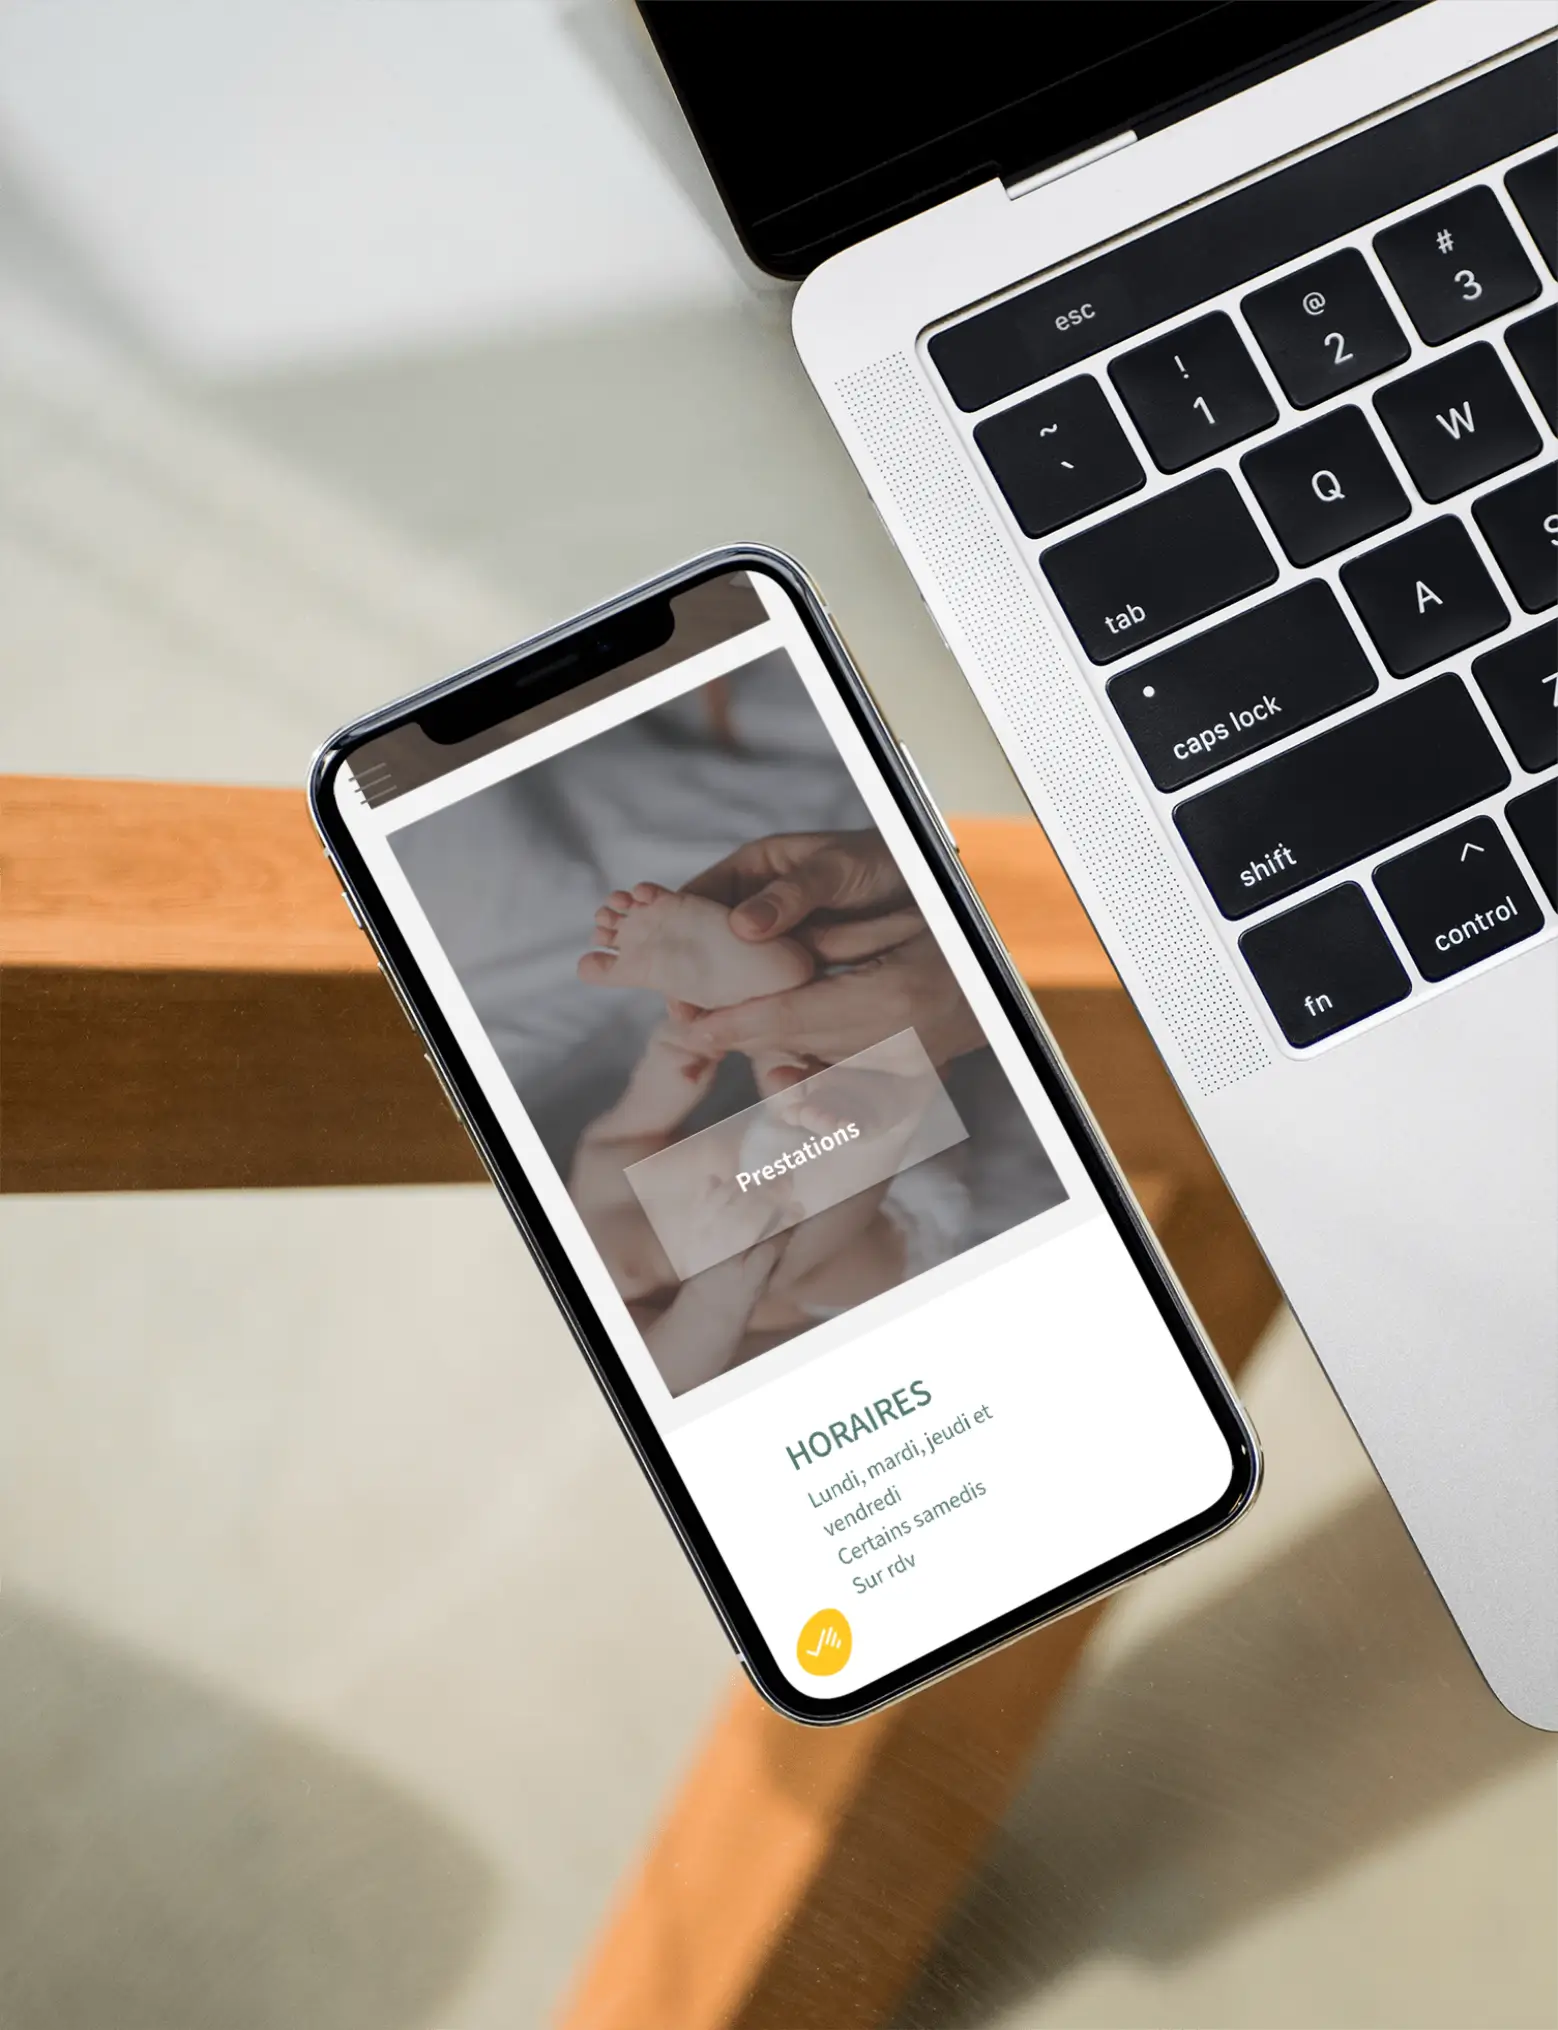 esc
~
`
!
1
@
2
#
3
tab
Q
W
caps lock
A
S
shift
Z
fn
^
control
Prestations
HORAIRES
Lundi, mardi, jeudi et
vendredi
Certains samedis
Sur rdv